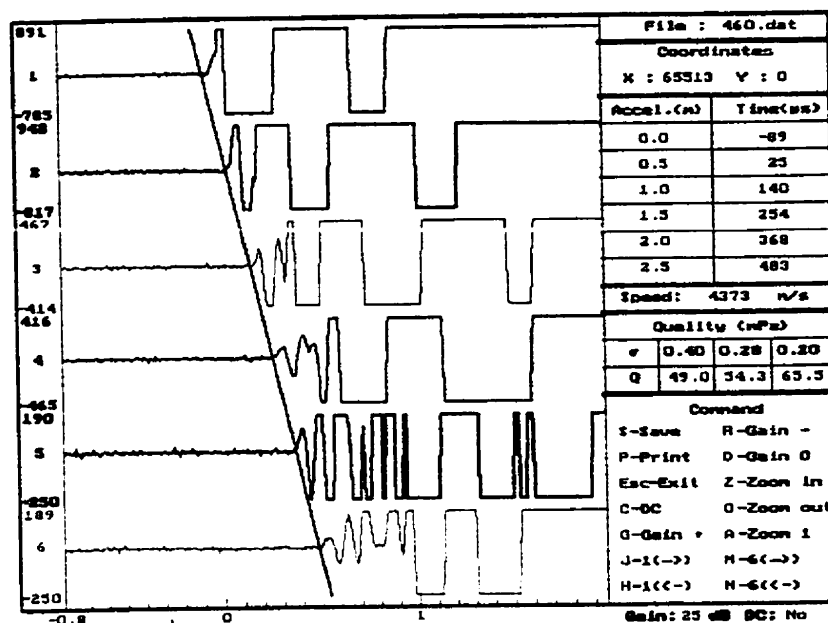 891
1
-785
948
2
-817
467
3
-414
416
4
-465
190
5
-250
189
6
-250
-0.8 0 1
File : 460.dat
Coordinates
X : 65513 Y : 0
Accel.(m) Time(µs)
0.0 -89
0.5 25
1.0 140
1.5 254
2.0 368
2.5 483
Speed: 4373 m/s
Quality (mPa)
σ 0.40 0.28 0.20
Q 49.0 54.3 65.5
Command
S-Save R-Gain -
P-Print D-Gain 0
Esc-Exit Z-Zoom in
C-DC O-Zoom out
G-Gain + A-Zoom 1
J-1(->) M-6(->)
H-1(<-) N-6(<-)
Gain: 25 dB DC: No